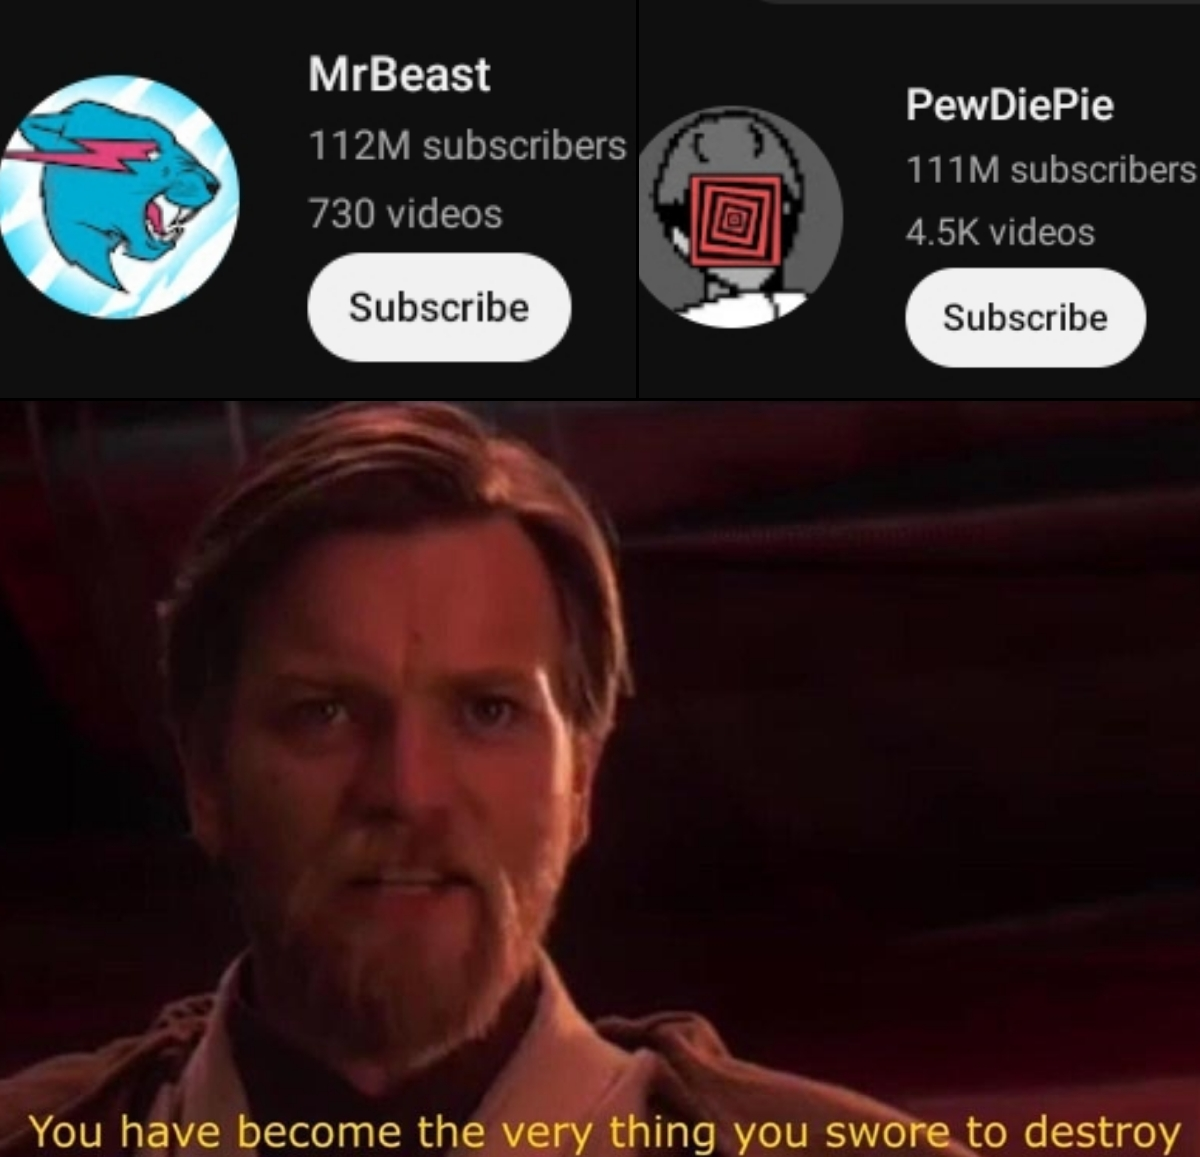 MrBeast
112M subscribers
730 videos
Subscribe
PewDiePie
111M subscribers
4.5K videos
Subscribe
You have become the very thing you swore to destroy